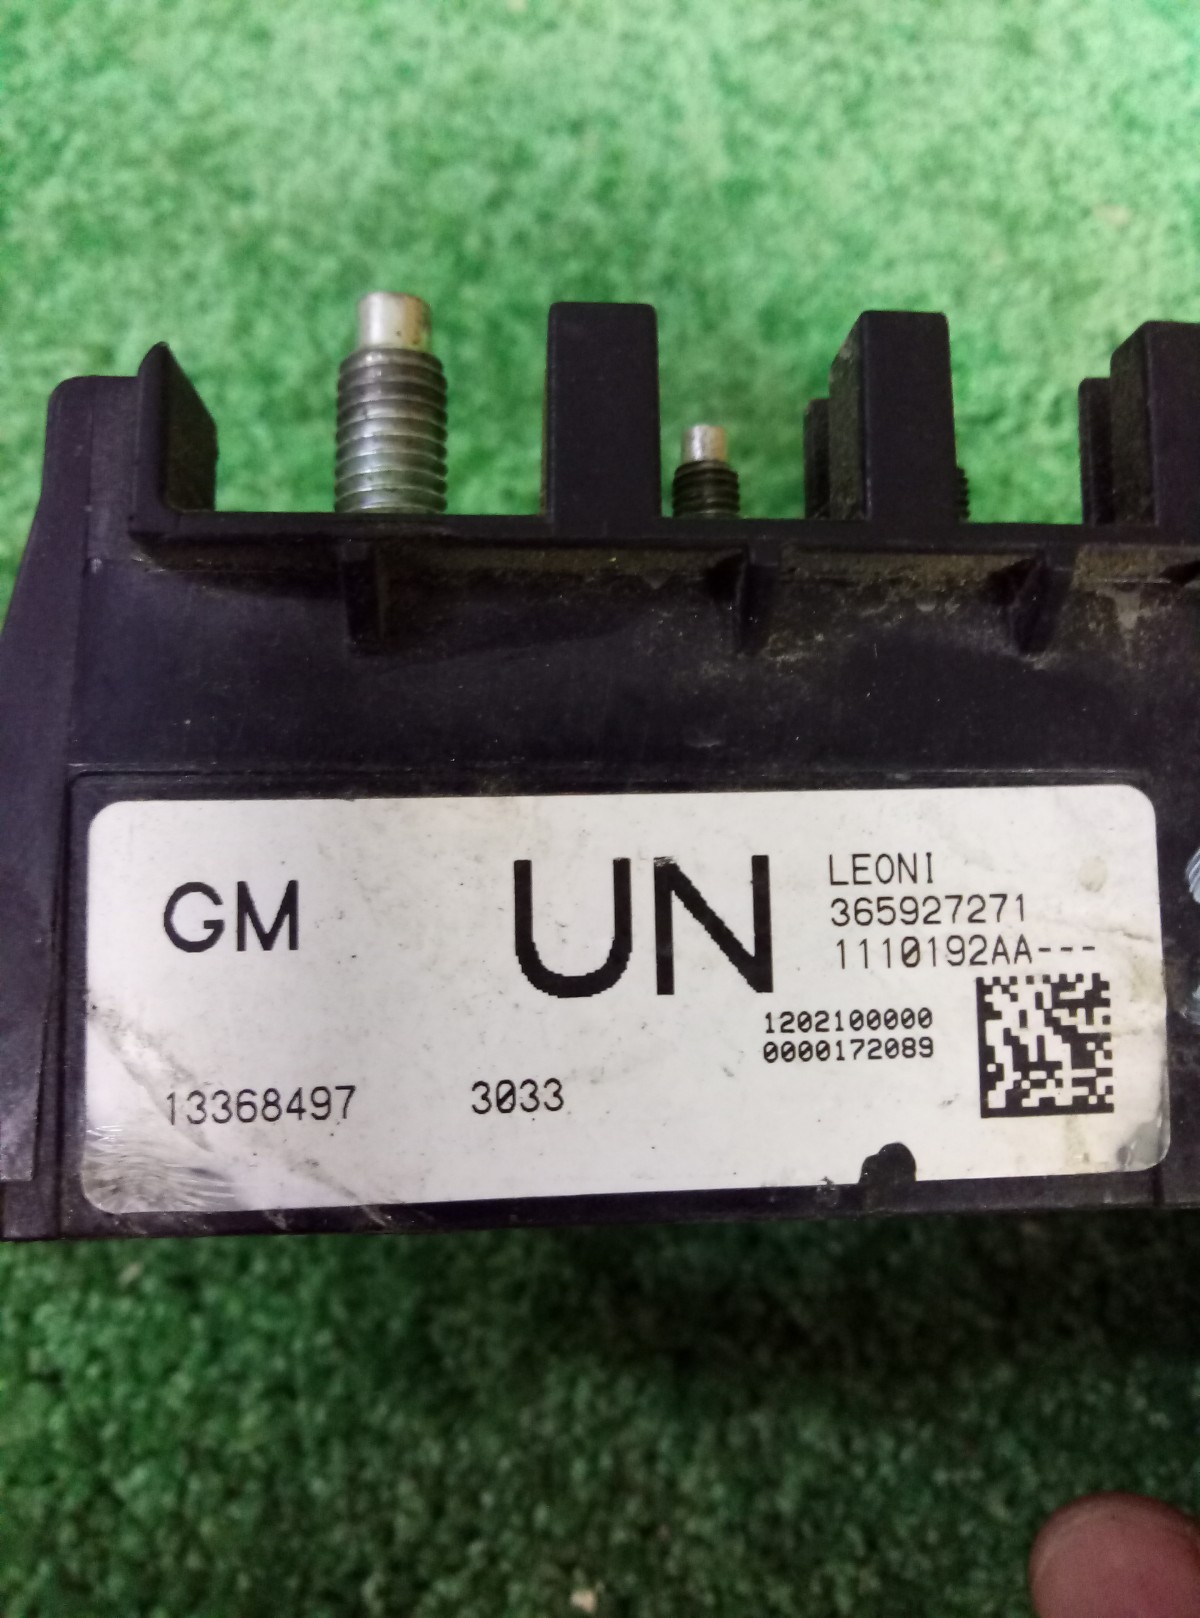 GM
UN
LEONI
365927271
1110192AA---
1202100000
0000172089
13368497
3033